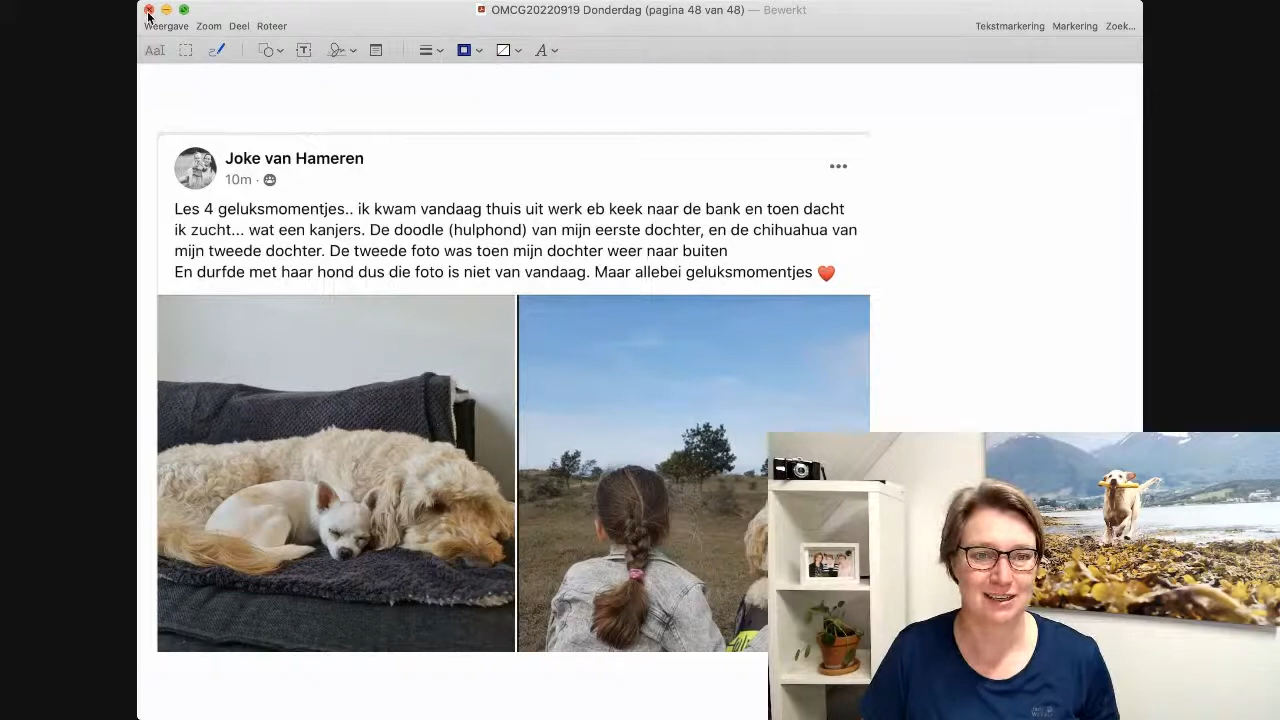 OMCG20220919 Donderdag (pagina 48 van 48) — Bewerkt
Weergave Zoom Deel Roteer Tekstmarkering Markering Zoek...
AaI T A
Joke van Hameren
10m ·
Les 4 geluksmomentjes.. ik kwam vandaag thuis uit werk eb keek naar de bank en toen dacht
ik zucht... wat een kanjers. De doodle (hulphond) van mijn eerste dochter, en de chihuahua van
mijn tweede dochter. De tweede foto was toen mijn dochter weer naar buiten
En durfde met haar hond dus die foto is niet van vandaag. Maar allebei geluksmomentjes ❤️